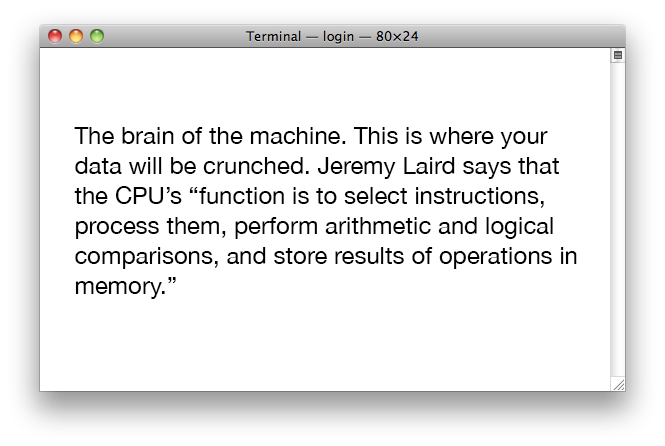 Terminal — login — 80×24
The brain of the machine. This is where your
data will be crunched. Jeremy Laird says that
the CPU’s “function is to select instructions,
process them, perform arithmetic and logical
comparisons, and store results of operations in
memory.”